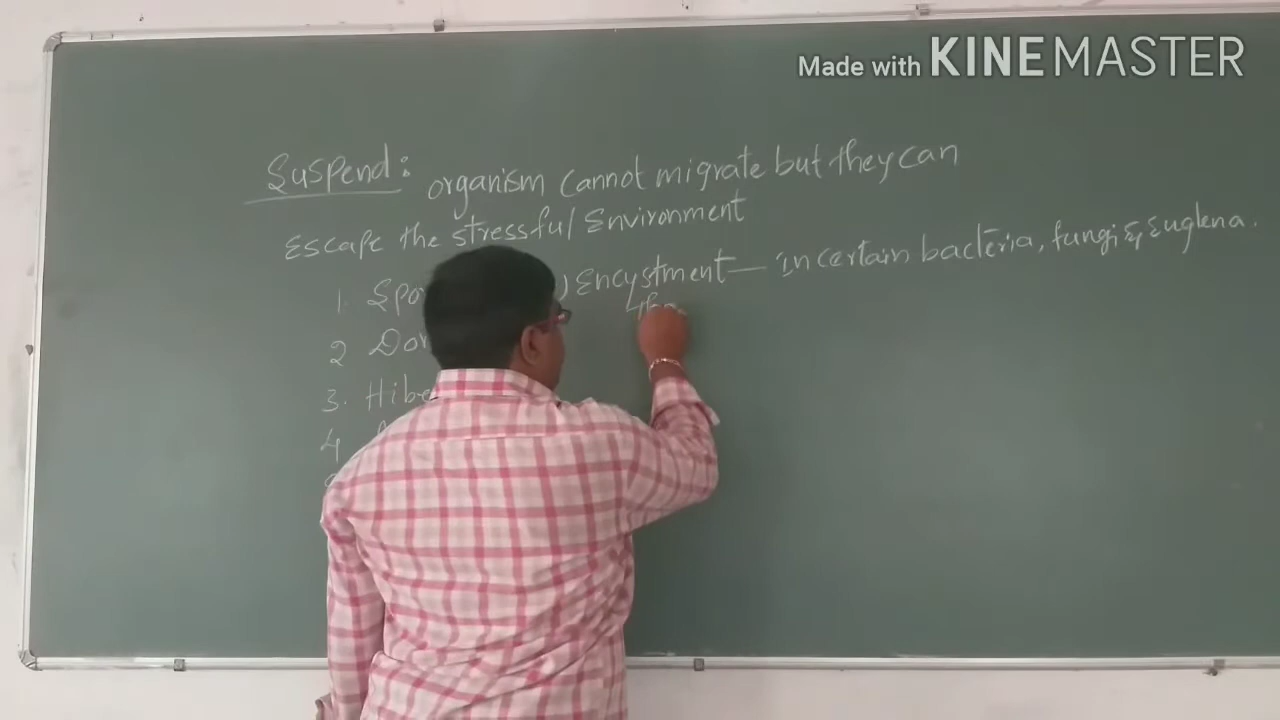 Made with KINEMASTER
Suspend: organism cannot migrate but they can
Escape the stressful Environment
1. Spo ) Encystment — In certain bacteria, fungi & Euglena.
2 Dor
3. Hibe
4